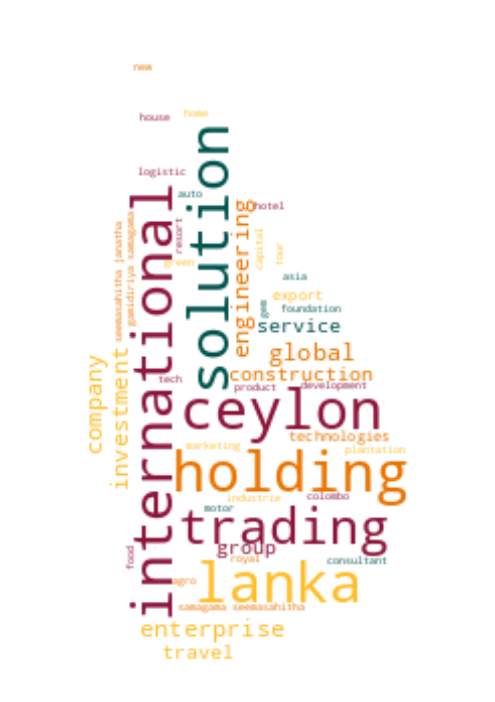 new
house
home
logistic
auto
international
solution
resort
hotel
engineering
seemasahitha janatha
gamidiriya samagama
green
capital
tour
asia
export
gem
foundation
service
global
company
investment
construction
tech
product
development
ceylon
technologies
marketing
plantation
holding
industrie
colombo
motor
trading
group
food
royal
consultant
agro
lanka
samagama seemasahitha
enterprise
travel